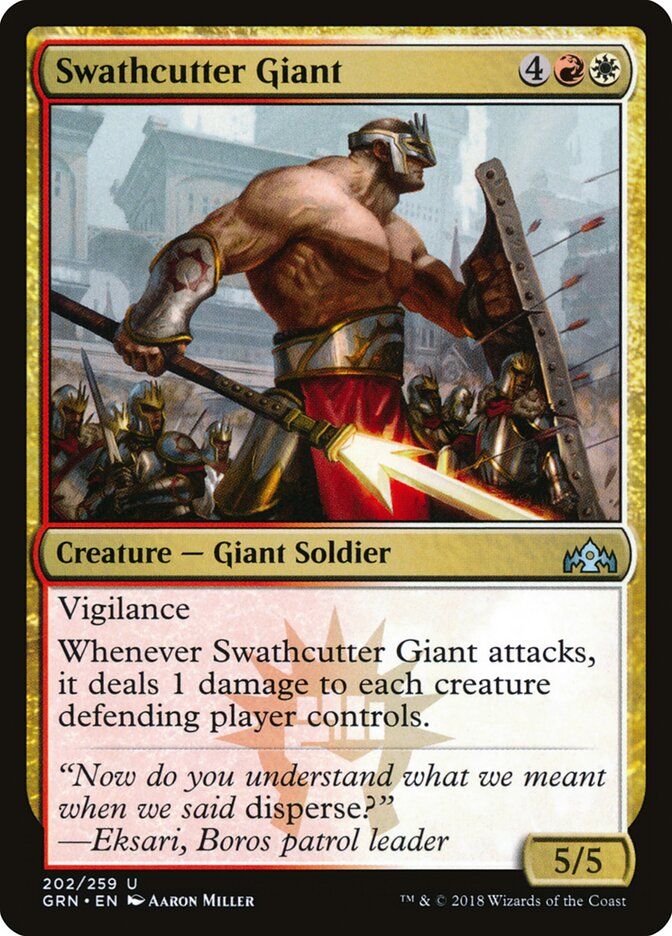 Swathcutter Giant 4
Creature — Giant Soldier
Vigilance
Whenever Swathcutter Giant attacks,
it deals 1 damage to each creature
defending player controls.
“Now do you understand what we meant
when we said disperse?”
—Eksari, Boros patrol leader
5/5
202/259 U
GRN • EN Aaron Miller
™ & © 2018 Wizards of the Coast